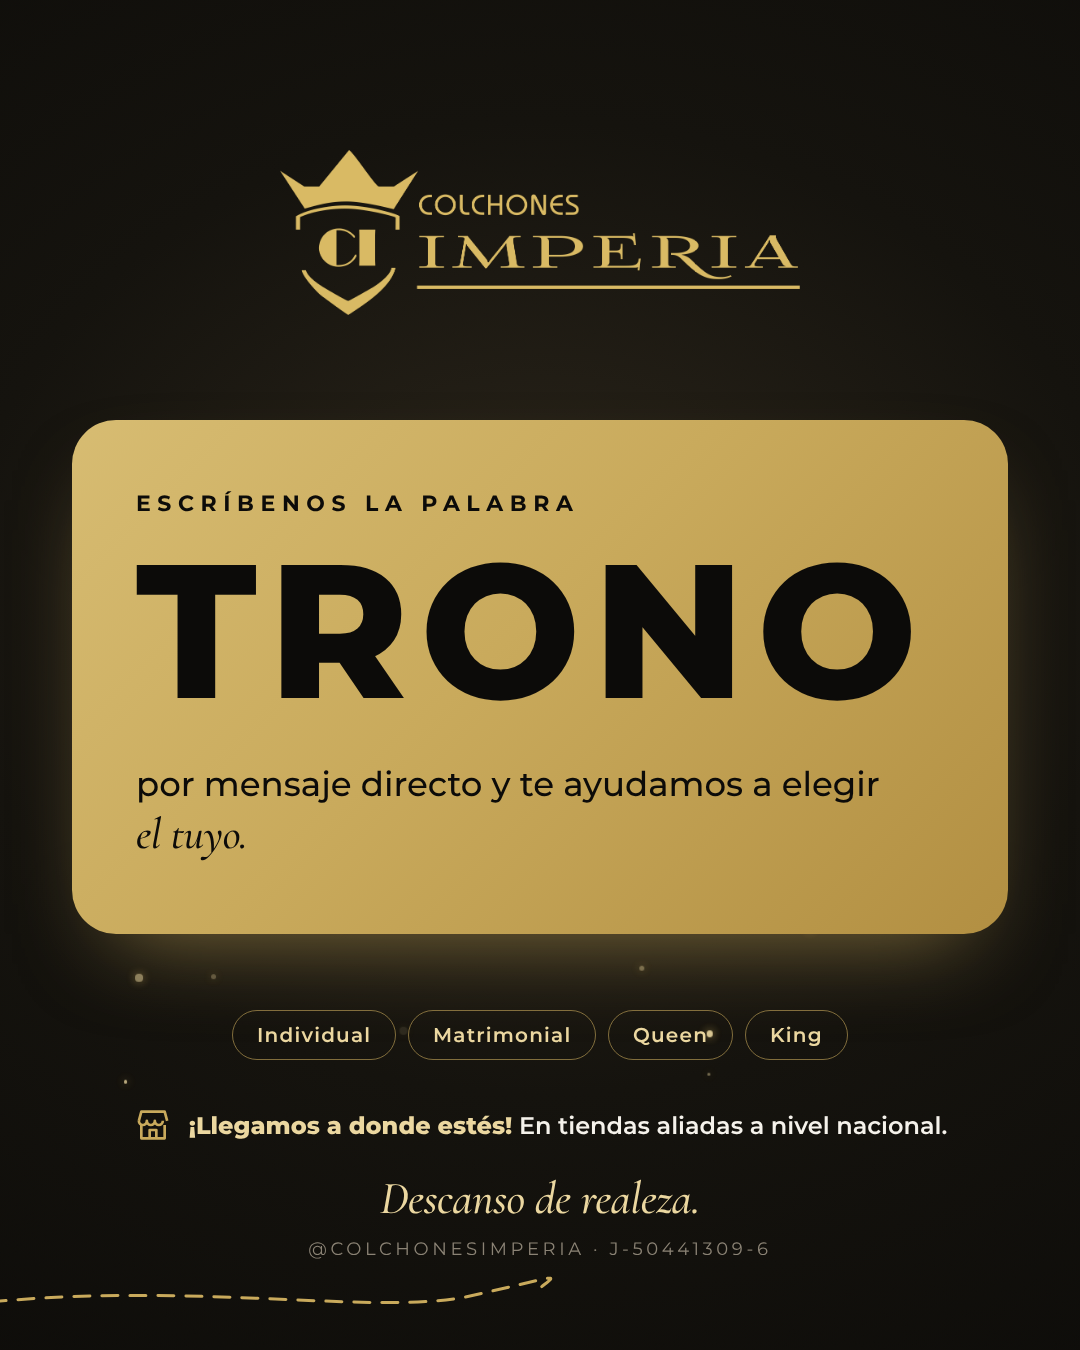 COLCHONES
IMPERIA
CI
ESCRÍBENOS LA PALABRA
TRONO
por mensaje directo y te ayudamos a elegir
el tuyo.
Individual
Matrimonial
Queen
King
¡Llegamos a donde estés! En tiendas aliadas a nivel nacional.
Descanso de realeza.
@COLCHONESIMPERIA · J-50441309-6